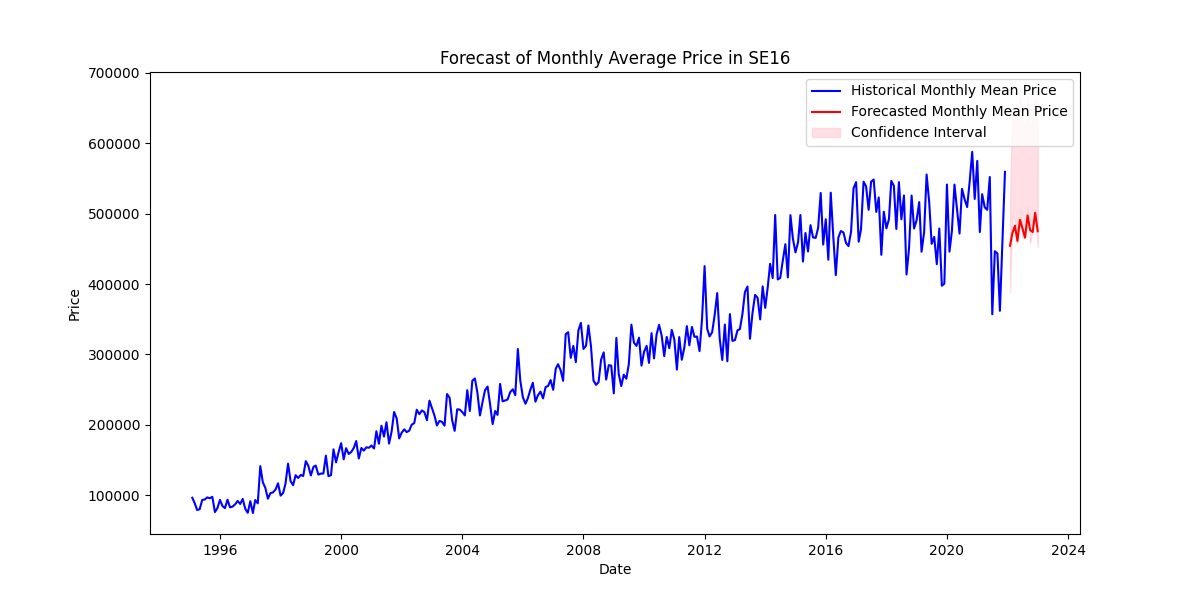 Forecast of Monthly Average Price in SE16
700000
600000
500000
400000
300000
200000
100000
Price
Historical Monthly Mean Price
Forecasted Monthly Mean Price
Confidence Interval
1996
2000
2004
2008
2012
2016
2020
2024
Date